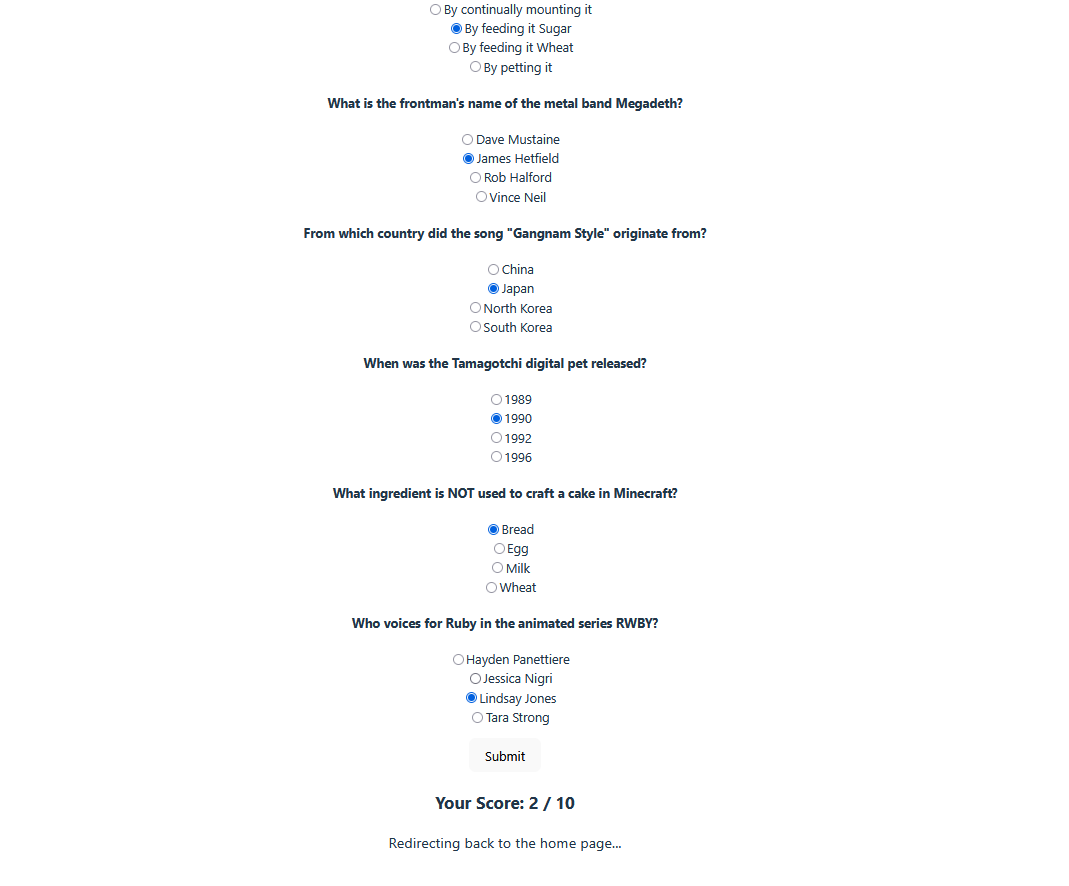 By continually mounting it
By feeding it Sugar
By feeding it Wheat
By petting it
What is the frontman's name of the metal band Megadeth?
Dave Mustaine
James Hetfield
Rob Halford
Vince Neil
From which country did the song "Gangnam Style" originate from?
China
Japan
North Korea
South Korea
When was the Tamagotchi digital pet released?
1989
1990
1992
1996
What ingredient is NOT used to craft a cake in Minecraft?
Bread
Egg
Milk
Wheat
Who voices for Ruby in the animated series RWBY?
Hayden Panettiere
Jessica Nigri
Lindsay Jones
Tara Strong
Submit
Your Score: 2 / 10
Redirecting back to the home page...